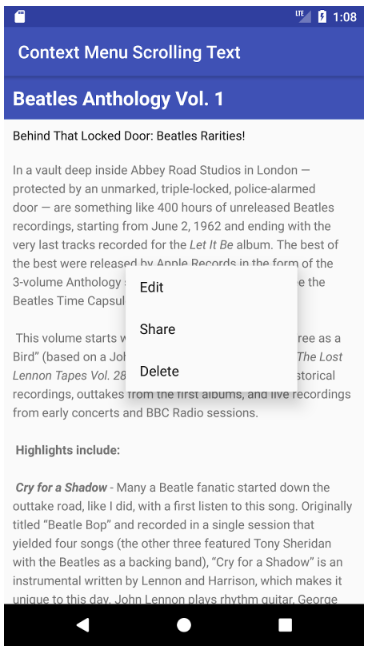 LTE 1:08
Context Menu Scrolling Text
Beatles Anthology Vol. 1
Behind That Locked Door: Beatles Rarities!
In a vault deep inside Abbey Road Studios in London —
protected by an unmarked, triple-locked, police-alarmed
door — are something like 400 hours of unreleased Beatles
recordings, starting from June 2, 1962 and ending with the
very last tracks recorded for the Let It Be album. The best of
the best were released by Apple Records in the form of the
3-volume Anthology e the
Edit
Beatles Time Capsul
This volume starts w ree as a
Share
Bird” (based on a Joh The Lost
Lennon Tapes Vol. 28 storical
Delete
recordings, outtakes from the first albums, and live recordings
from early concerts and BBC Radio sessions.
Highlights include:
Cry for a Shadow - Many a Beatle fanatic started down the
outtake road, like I did, with a first listen to this song. Originally
titled “Beatle Bop” and recorded in a single session that
yielded four songs (the other three featured Tony Sheridan
with the Beatles as a backing band), “Cry for a Shadow” is an
instrumental written by Lennon and Harrison, which makes it
unique to this day. John Lennon plays rhythm guitar, George